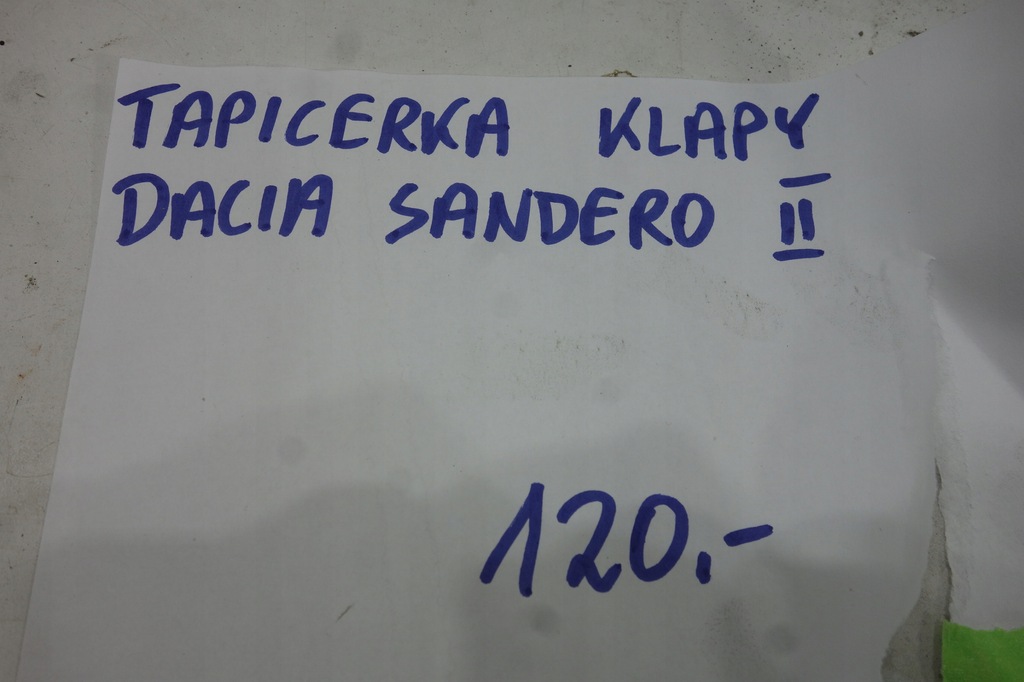 TAPICERKA KLAPY
DACIA SANDERO II
120.-